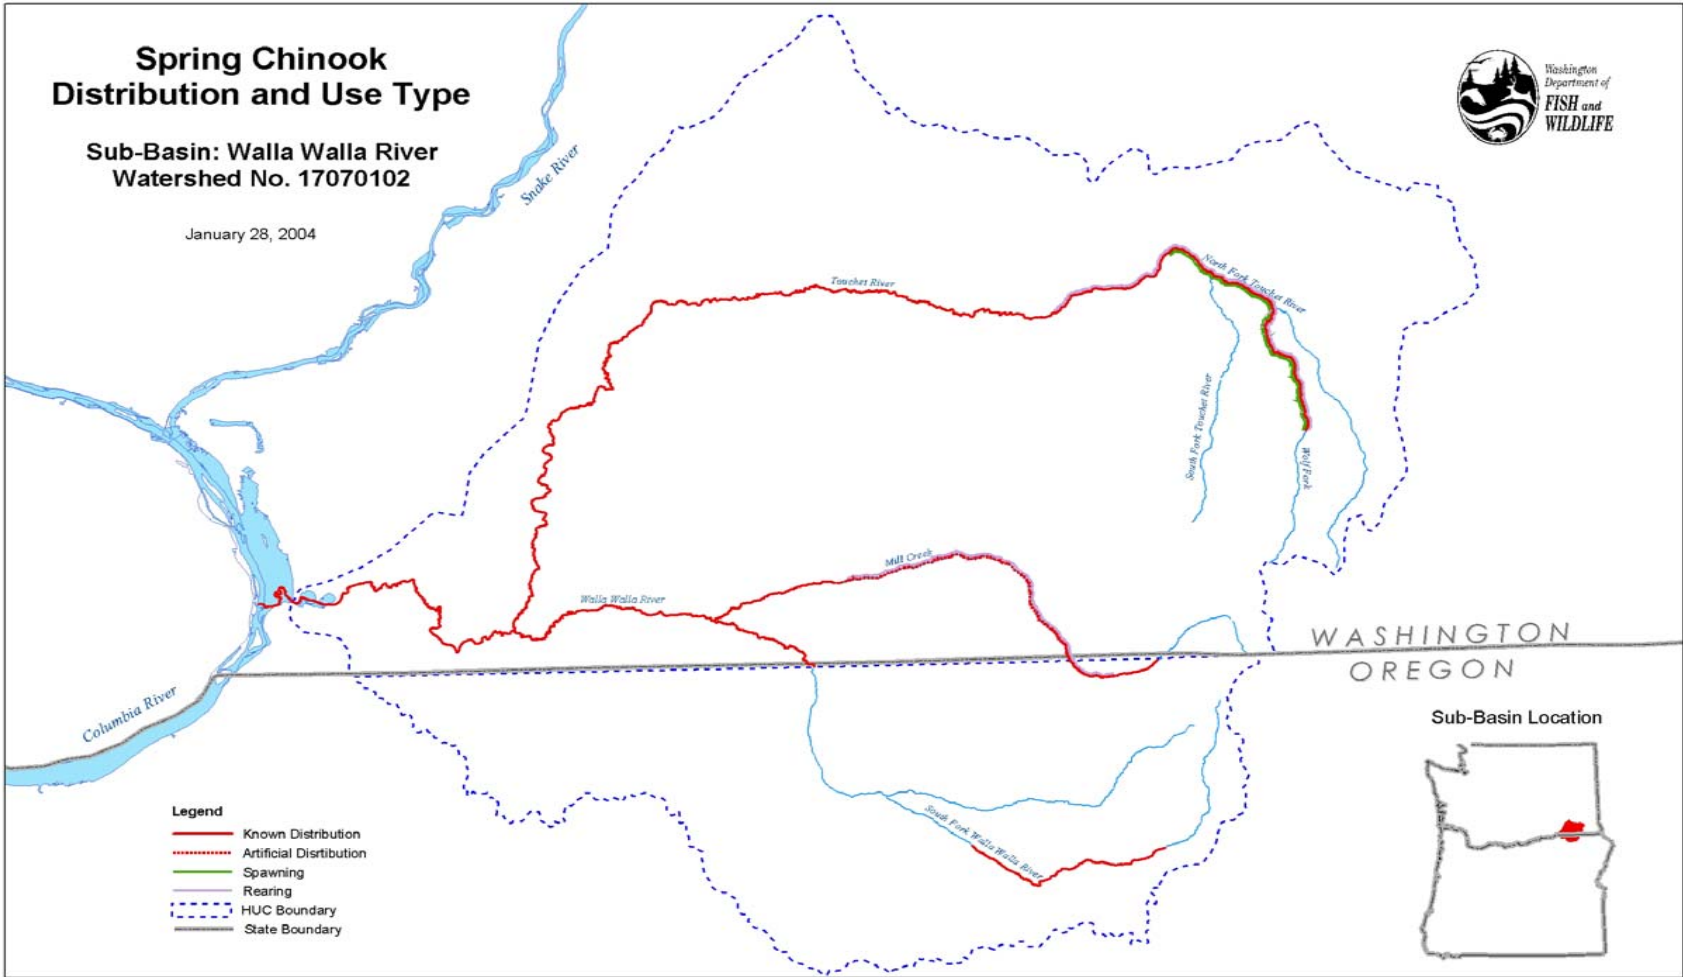 Spring Chinook
Distribution and Use Type
Sub-Basin: Walla Walla River
Watershed No. 17070102
January 28, 2004
Snake River
Washington
Department of
FISH and
WILDLIFE
Touchet River
North Fork Touchet River
South Fork Touchet River
Wolf Fork
Mill Creek
Walla Walla River
WASHINGTON
OREGON
Columbia River
South Fork Walla Walla River
Sub-Basin Location
Legend
Known Distribution
Artificial Disrtibution
Spawning
Rearing
HUC Boundary
State Boundary